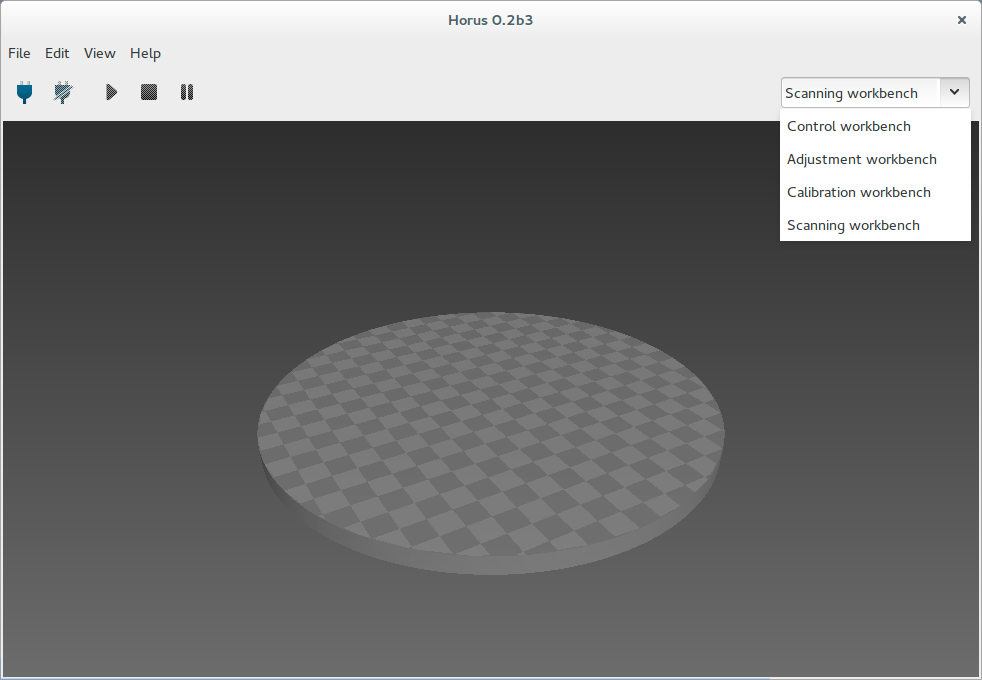 Horus 0.2b3
File Edit View Help
Scanning workbench
Control workbench
Adjustment workbench
Calibration workbench
Scanning workbench